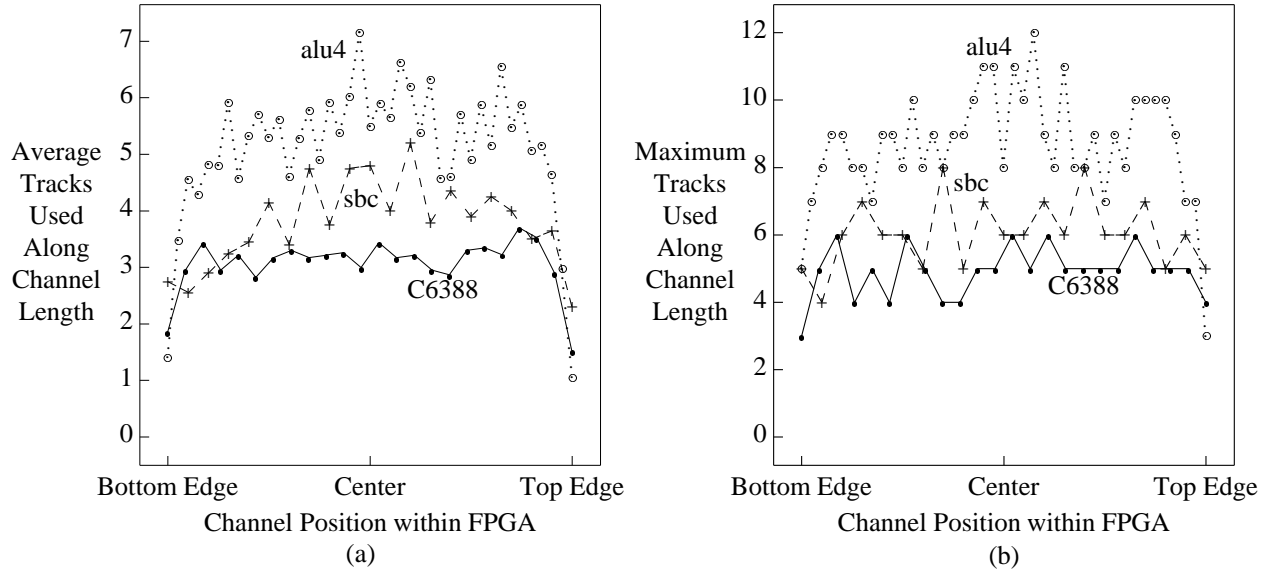 7
6
5
4
3
2
1
0
Average
Tracks
Used
Along
Channel
Length
alu4
sbc
C6388
Bottom Edge
Center
Top Edge
Channel Position within FPGA
(a)
12
10
8
6
4
2
0
Maximum
Tracks
Used
Along
Channel
Length
alu4
sbc
C6388
Bottom Edge
Center
Top Edge
Channel Position within FPGA
(b)